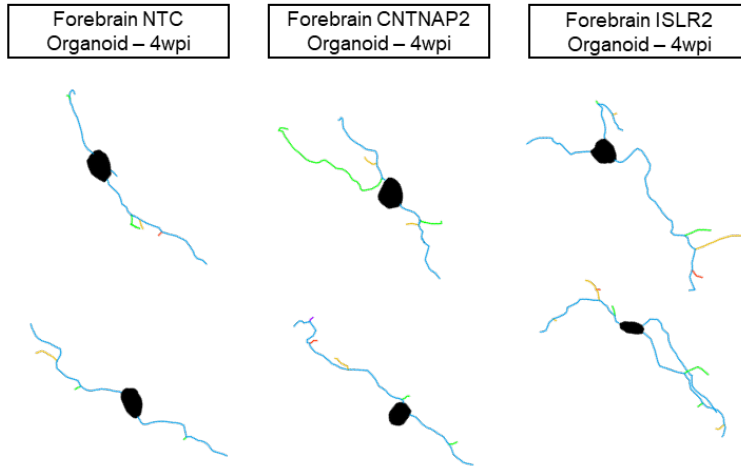 Forebrain NTC
Organoid – 4wpi
Forebrain CNTNAP2
Organoid – 4wpi
Forebrain ISLR2
Organoid – 4wpi